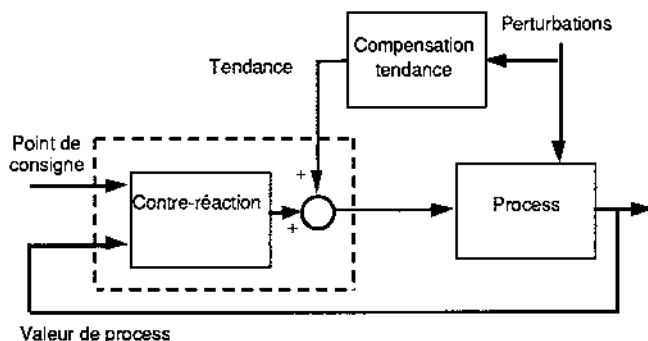 Perturbations
Compensation
tendance
Tendance
Point de
consigne
+
Contre-réaction
+
Process
Valeur de process